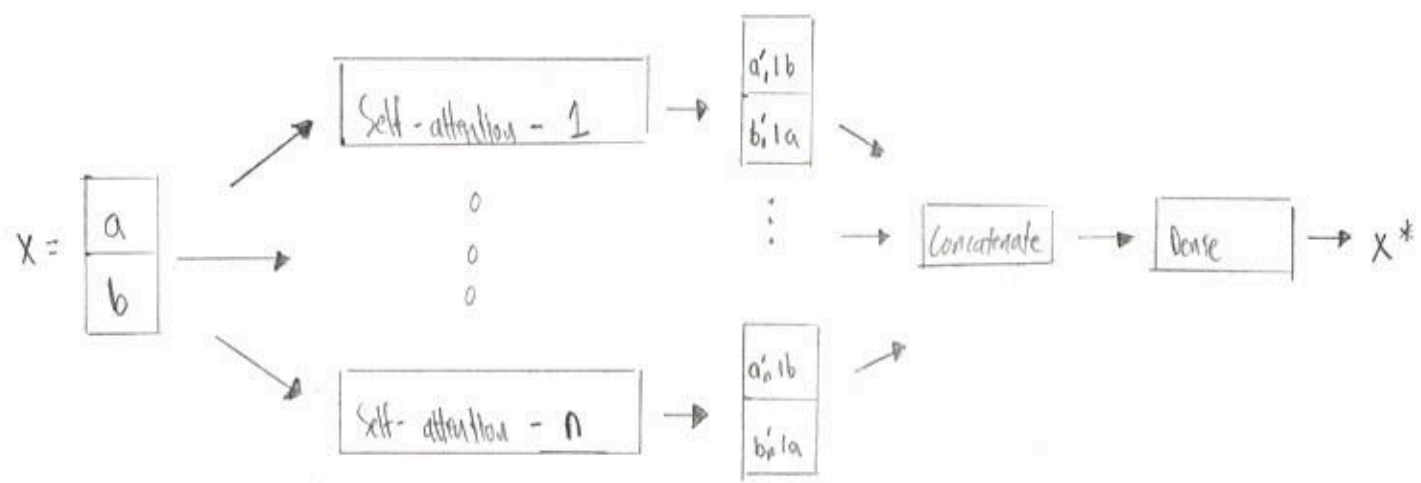 X =
a
b
Self-attention-1
Self-attention-n
a'₁|b
b'₁|a
a'ₙ|b
b'ₙ|a
Concatenate
Dense
X*